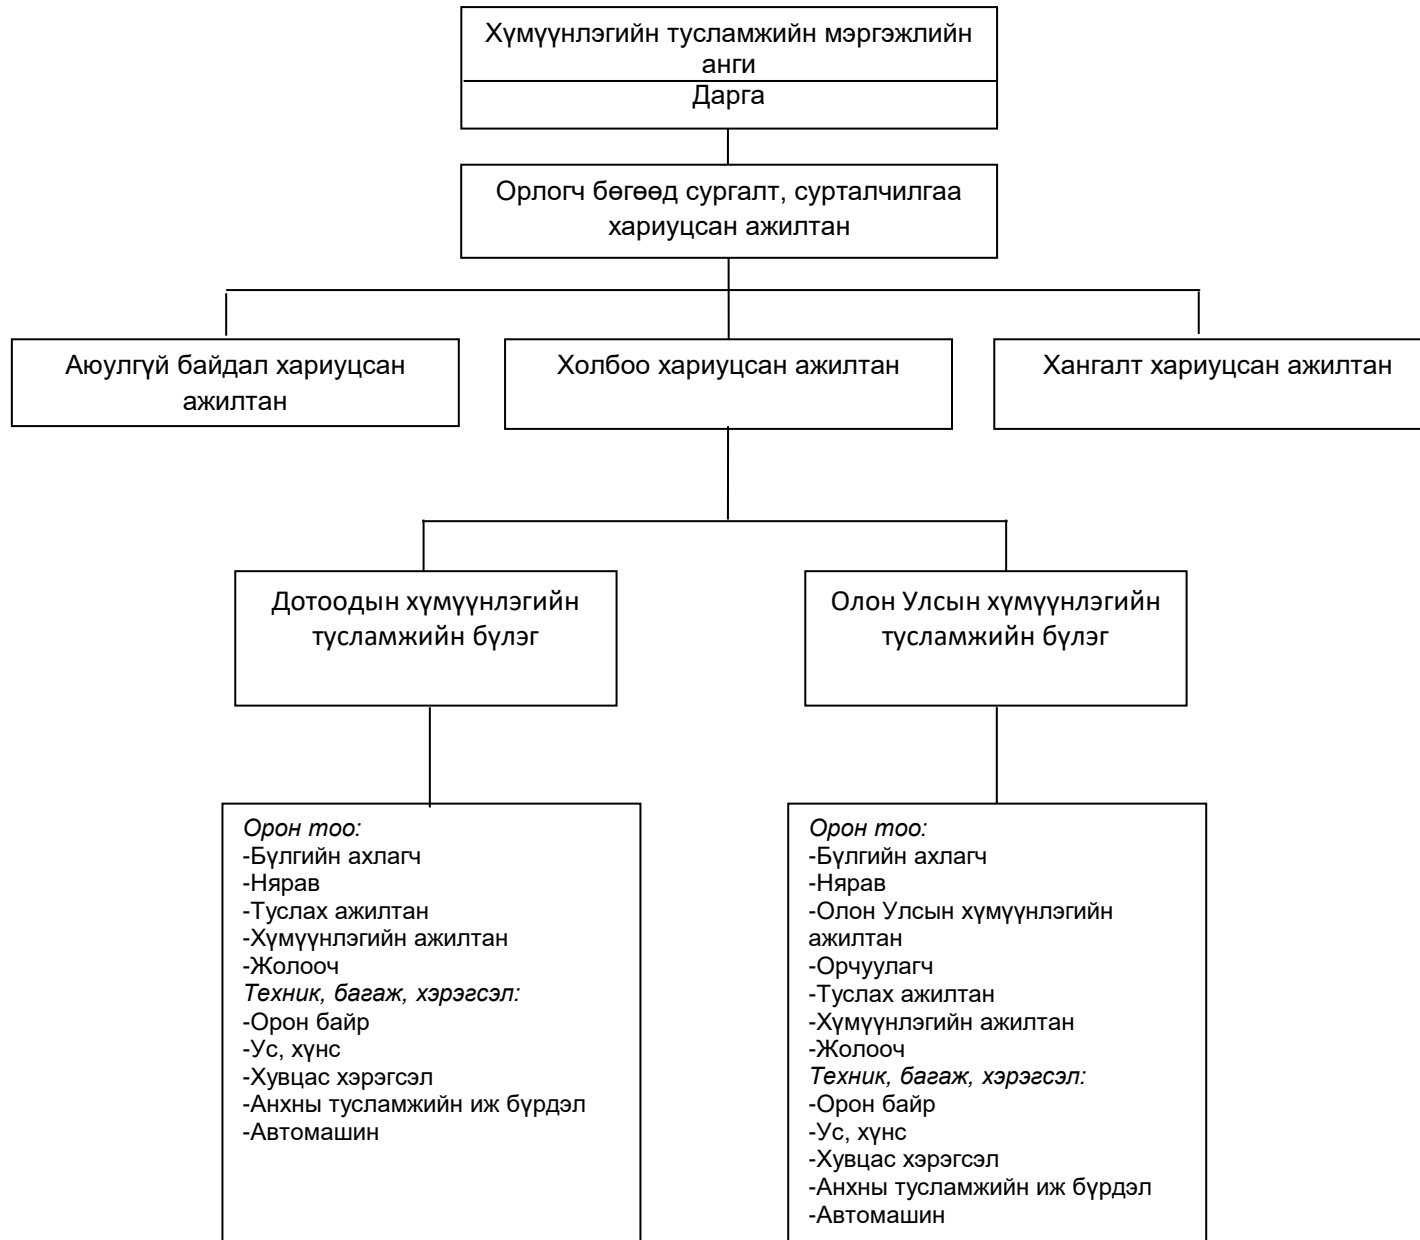 Хүмүүнлэгийн тусламжийн мэргэжлийн
анги
Дарга
Орлогч бөгөөд сургалт, сурталчилгаа
хариуцсан ажилтан
Аюулгүй байдал хариуцсан
ажилтан
Холбоо хариуцсан ажилтан
Хангалт хариуцсан ажилтан
Дотоодын хүмүүнлэгийн
тусламжийн бүлэг
Олон Улсын хүмүүнлэгийн
тусламжийн бүлэг
Орон тоо:
-Бүлгийн ахлагч
-Нярав
-Туслах ажилтан
-Хүмүүнлэгийн ажилтан
-Жолооч
Техник, багаж, хэрэгсэл:
-Орон байр
-Ус, хүнс
-Хувцас хэрэгсэл
-Анхны тусламжийн иж бүрдэл
-Автомашин
Орон тоо:
-Бүлгийн ахлагч
-Нярав
-Олон Улсын хүмүүнлэгийн
ажилтан
-Орчуулагч
-Туслах ажилтан
-Хүмүүнлэгийн ажилтан
-Жолооч
Техник, багаж, хэрэгсэл:
-Орон байр
-Ус, хүнс
-Хувцас хэрэгсэл
-Анхны тусламжийн иж бүрдэл
-Автомашин